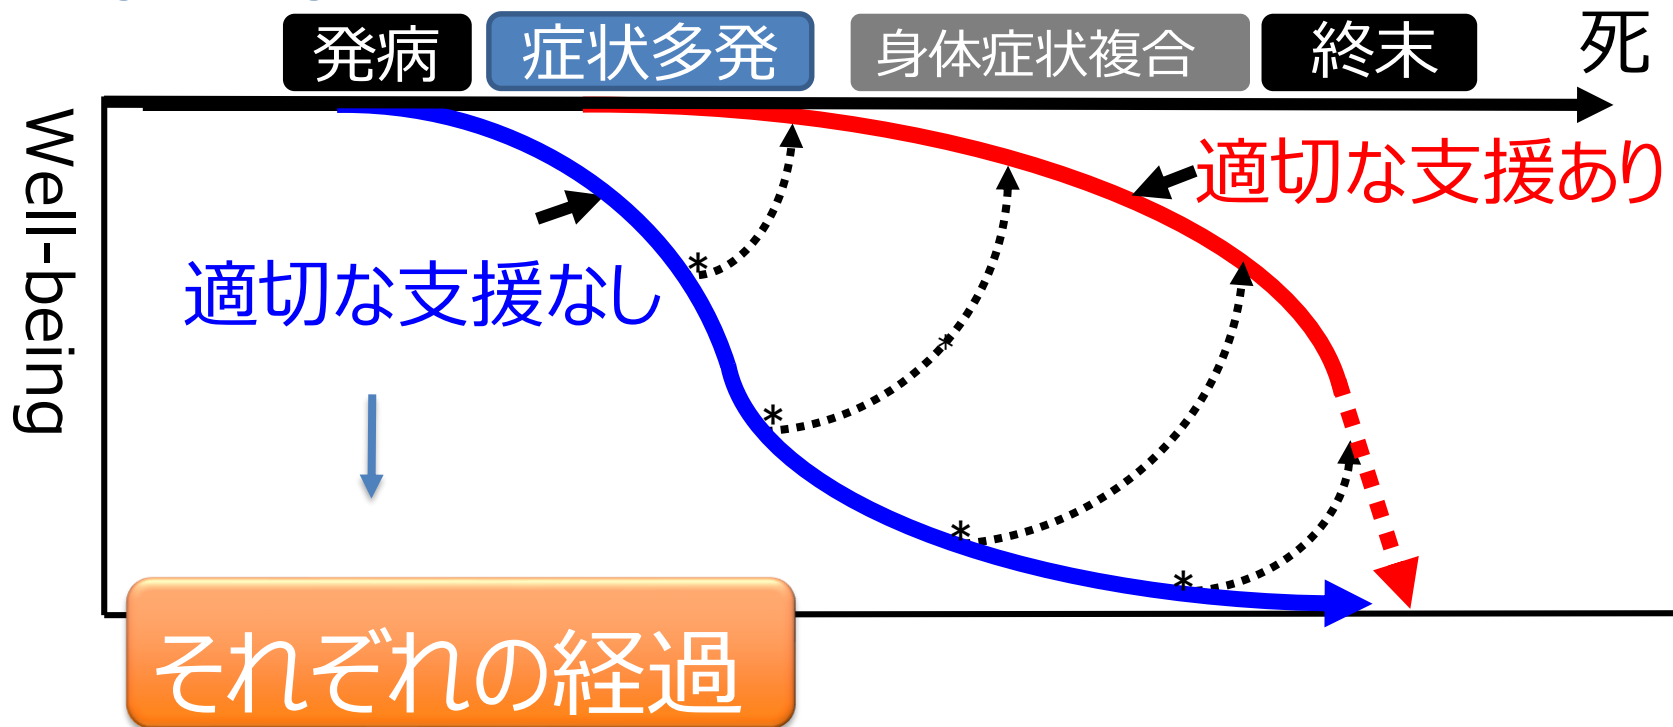 発病
症状多発
身体症状複合
終末
死
Well-being
適切な支援あり
適切な支援なし
*
*
*
*
*
それぞれの経過